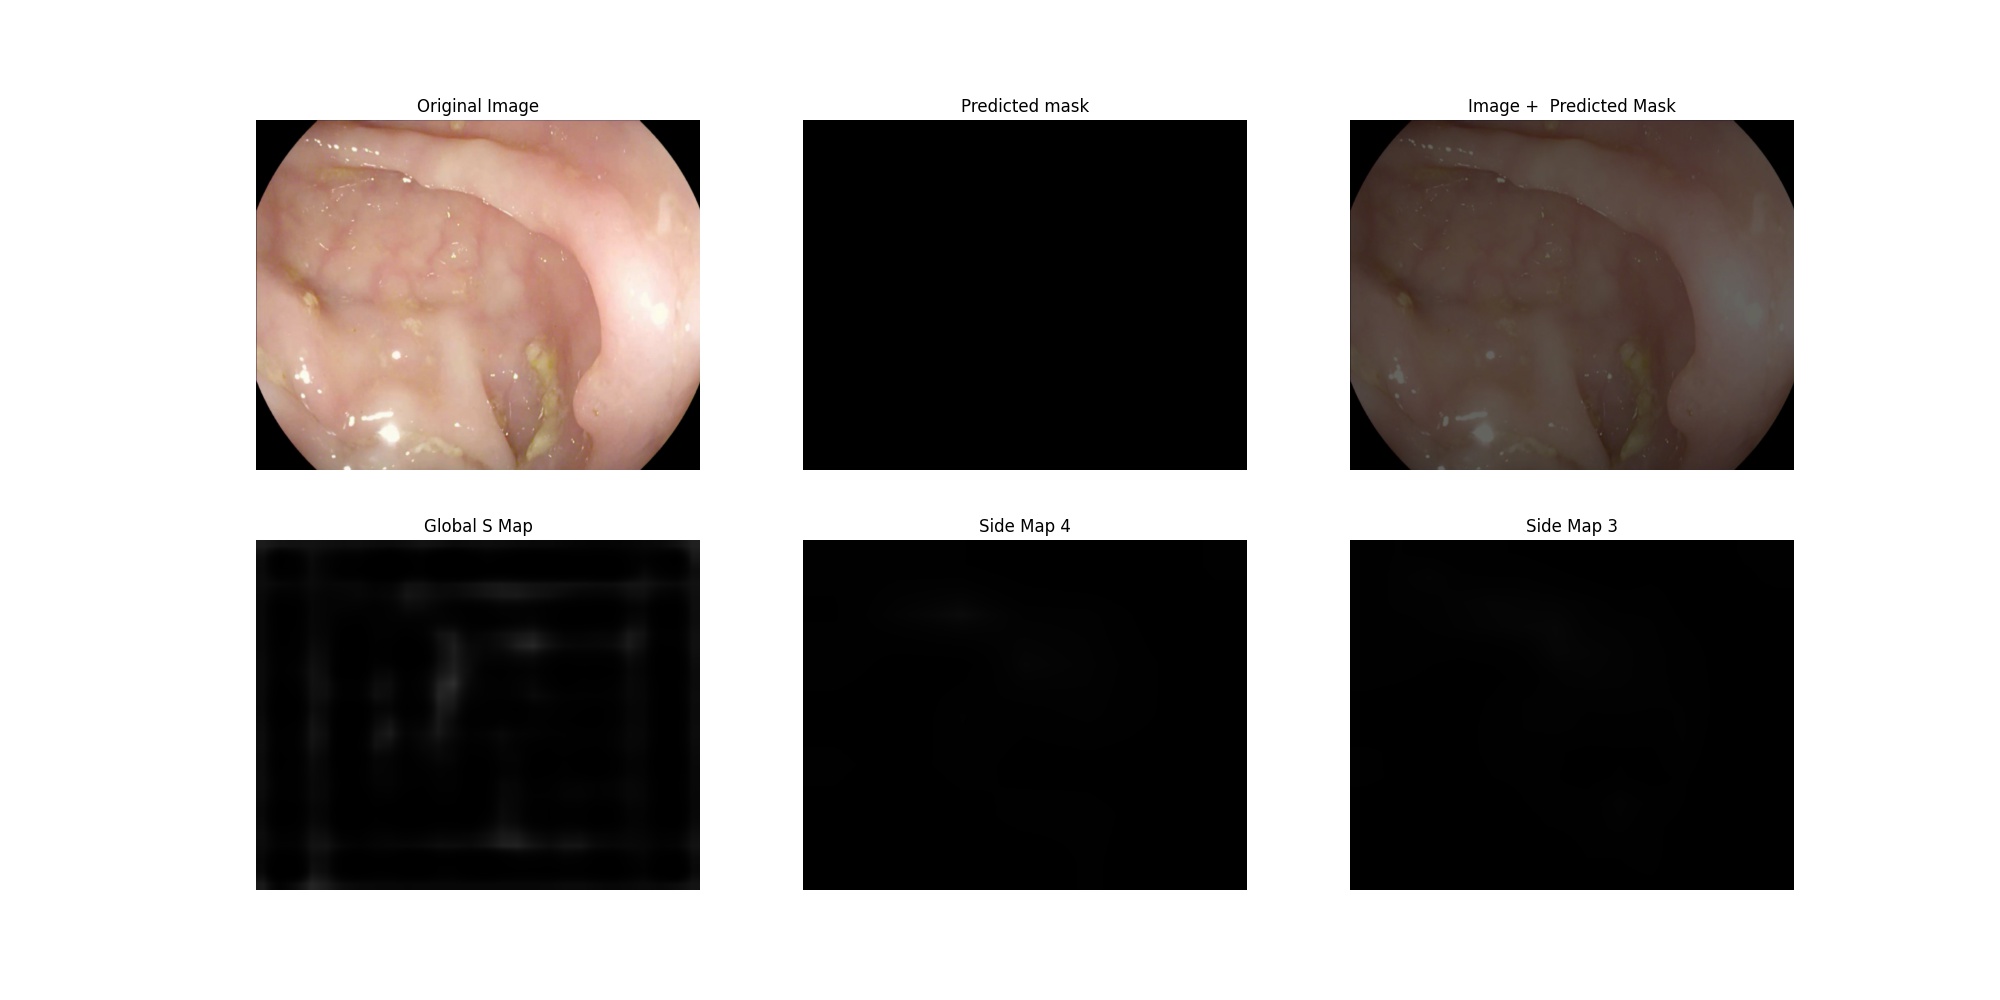 Original Image
Predicted mask
Image +  Predicted Mask
Global S Map
Side Map 4
Side Map 3